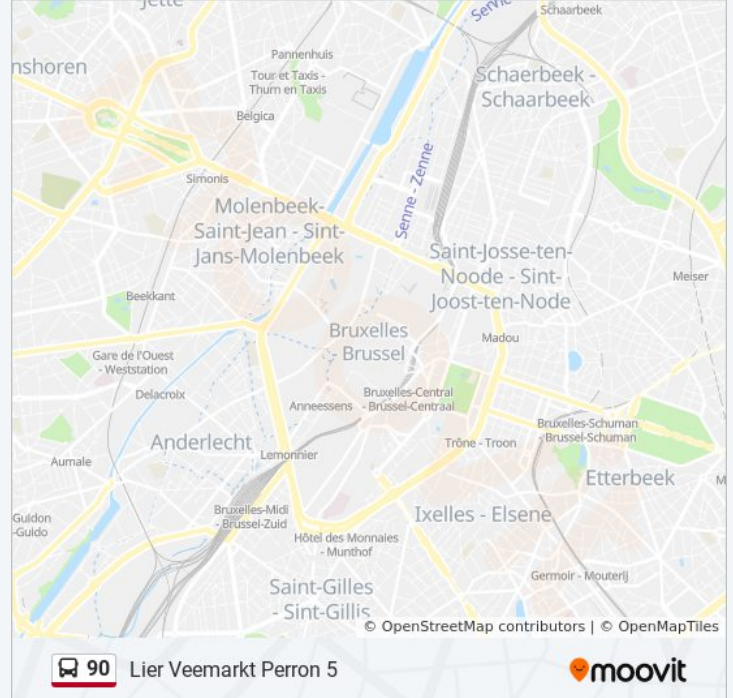 Jette
Servic
Schaarbeek
Pannenhuis
nshoren
Tour et Taxis -
Thurn en Taxis
Schaerbeek -
Schaarbeek
Belgica
Senne - Zenne
Simonis
Molenbeek-
Saint-Jean - Sint-
Jans-Molenbeek
Saint-Josse-ten-
Noode - Sint-
Joost-ten-Node
Meiser
Beekkant
Bruxelles
- Brussel
Madou
Gare de l'Ouest
- Weststation
Delacroix
Bruxelles-Central
- Brussel-Centraal
Anneessens
Bruxelles-Schuman
- Brussel-Schuman
Anderlecht
Trône - Troon
Lemonnier
Aumale
Etterbeek
M
Bruxelles-Midi
- Brussel-Zuid
Ixelles - Elsene
Guidon
-Guido
Hôtel des Monnaies
- Munthof
Germoir - Mouterij
Saint-Gilles
- Sint-Gillis
© OpenStreetMap contributors | © OpenMapTiles
90 Lier Veemarkt Perron 5
moovit